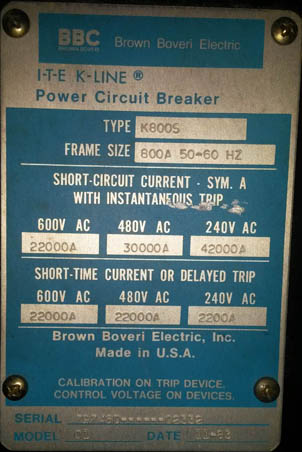 BBC
BROWN BOVERI
Brown Boveri Electric
I-T-E K-LINE ®
Power Circuit Breaker
TYPE K800S
FRAME SIZE 800A 50-60 HZ
SHORT-CIRCUIT CURRENT - SYM. A
WITH INSTANTANEOUS TRIP
600V AC 480V AC 240V AC
22000A 30000A 42000A
SHORT-TIME CURRENT OR DELAYED TRIP
600V AC 480V AC 240V AC
22000A 22000A 2200A
Brown Boveri Electric, Inc.
Made in U.S.A.
CALIBRATION ON TRIP DEVICE.
CONTROL VOLTAGE ON DEVICES.
SERIAL
MODEL DATE